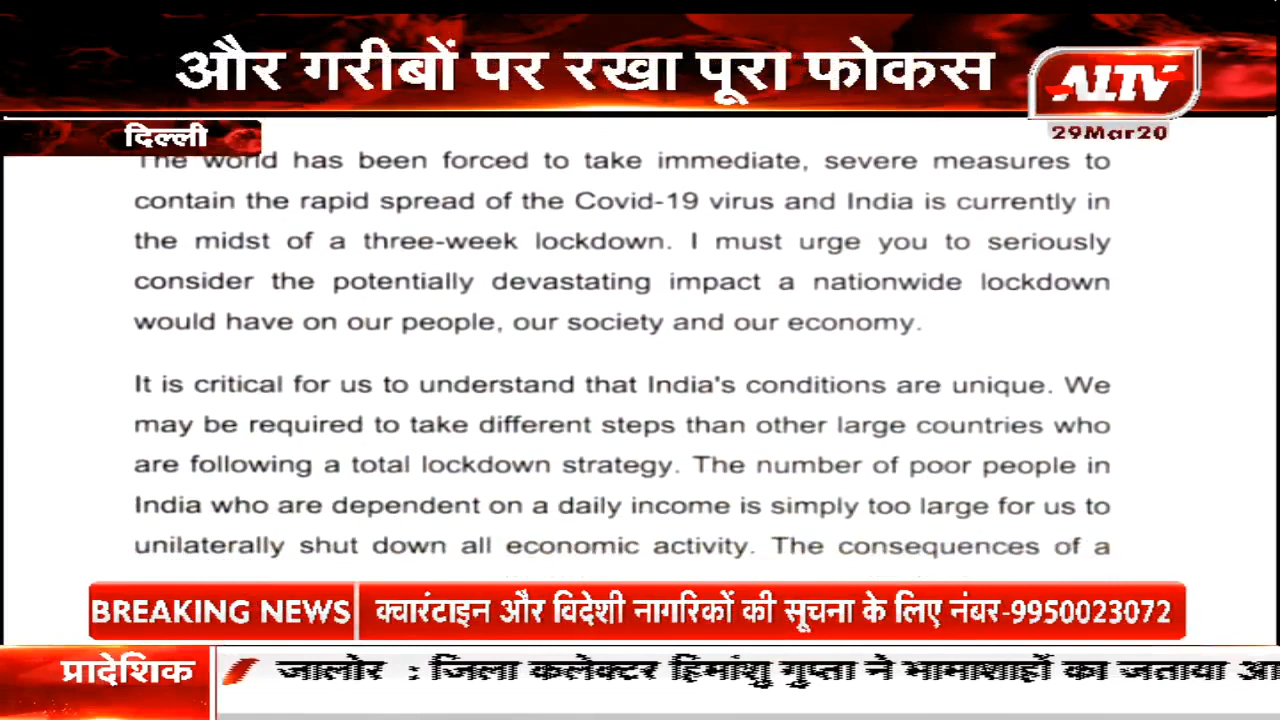 और गरीबों पर रखा पूरा फोकस
ALTV
29Mar20
दिल्ली
The world has been forced to take immediate, severe measures to
contain the rapid spread of the Covid-19 virus and India is currently in
the midst of a three-week lockdown. I must urge you to seriously
consider the potentially devastating impact a nationwide lockdown
would have on our people, our society and our economy.
It is critical for us to understand that India's conditions are unique. We
may be required to take different steps than other large countries who
are following a total lockdown strategy. The number of poor people in
India who are dependent on a daily income is simply too large for us to
unilaterally shut down all economic activity. The consequences of a
BREAKING NEWS क्वारंटाइन और विदेशी नागरिकों की सूचना के लिए नंबर-9950023072
प्रादेशिक जालोर : जिला कलेक्टर हिमांशु गुप्ता ने भामाशाहों का जताया आ